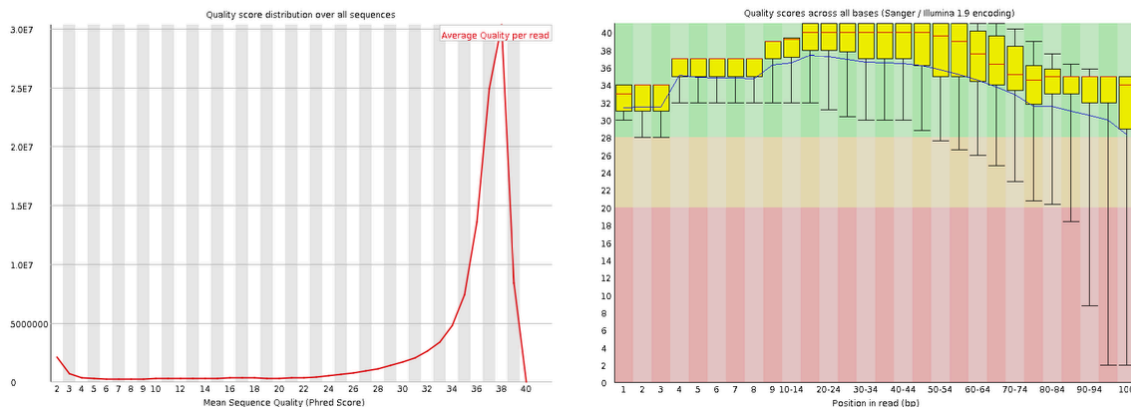 Quality score distribution over all sequences
Average Quality per read
3.0E7
2.5E7
2.0E7
1.5E7
1.0E7
5000000
0
2 3 4 5 6 7 8 9 10 12 14 16 18 20 22 24 26 28 30 32 34 36 38 40
Mean Sequence Quality (Phred Score)
Quality scores across all bases (Sanger / Illumina 1.9 encoding)
40
38
36
34
32
30
28
26
24
22
20
18
16
14
12
10
8
6
4
2
0
1 2 3 4 5 6 7 8 9 10-14 20-24 30-34 40-44 50-54 60-64 70-74 80-84 90-94 100
Position in read (bp)